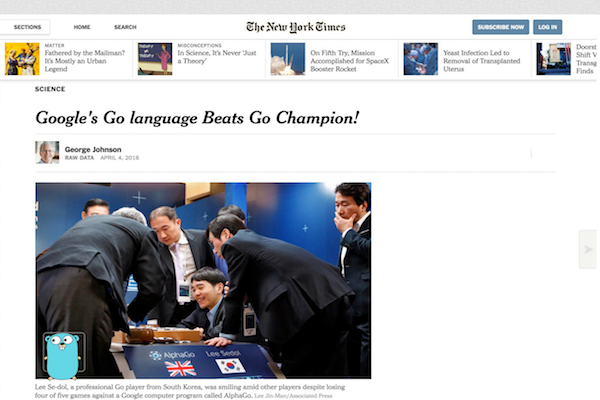 SECTIONS
HOME
SEARCH
The New York Times
SUBSCRIBE NOW
LOG IN
MATTER
Fathered by the Mailman?
It's Mostly an Urban
Legend
MISCONCEPTIONS
In Science, It's Never 'Just
a Theory'
On Fifth Try, Mission
Accomplished for SpaceX
Booster Rocket
Yeast Infection Led to
Removal of Transplanted
Uterus
Doorst
Shift V
Transg
Finds
SCIENCE
Google's Go language Beats Go Champion!
George Johnson
RAW DATA APRIL 4, 2016
AlphaGo
Lee Sedol
Lee Se-dol, a professional Go player from South Korea, was smiling amid other players despite losing
four of five games against a Google computer program called AlphaGo. Lee Jin-Man/Associated Press